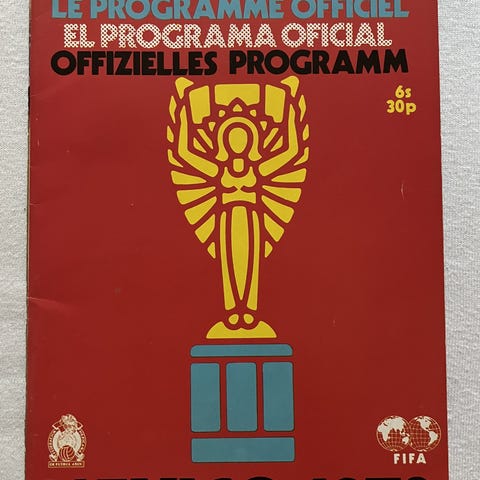 LE PROGRAMME OFFICIEL
EL PROGRAMA OFICIAL
OFFIZIELLES PROGRAMM
6s
30p
FIFA